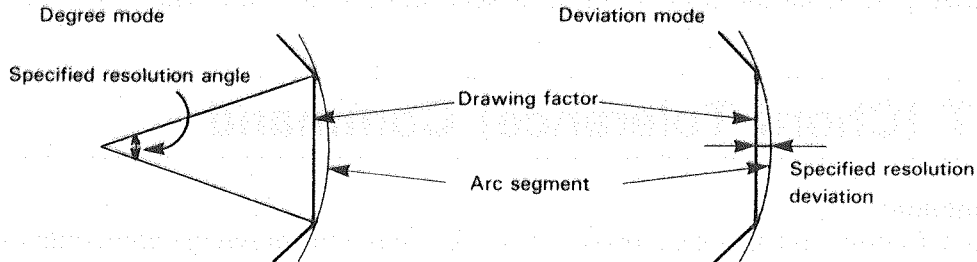 Degree mode
Deviation mode
Specified resolution angle
Drawing factor
Arc segment
Specified resolution
deviation